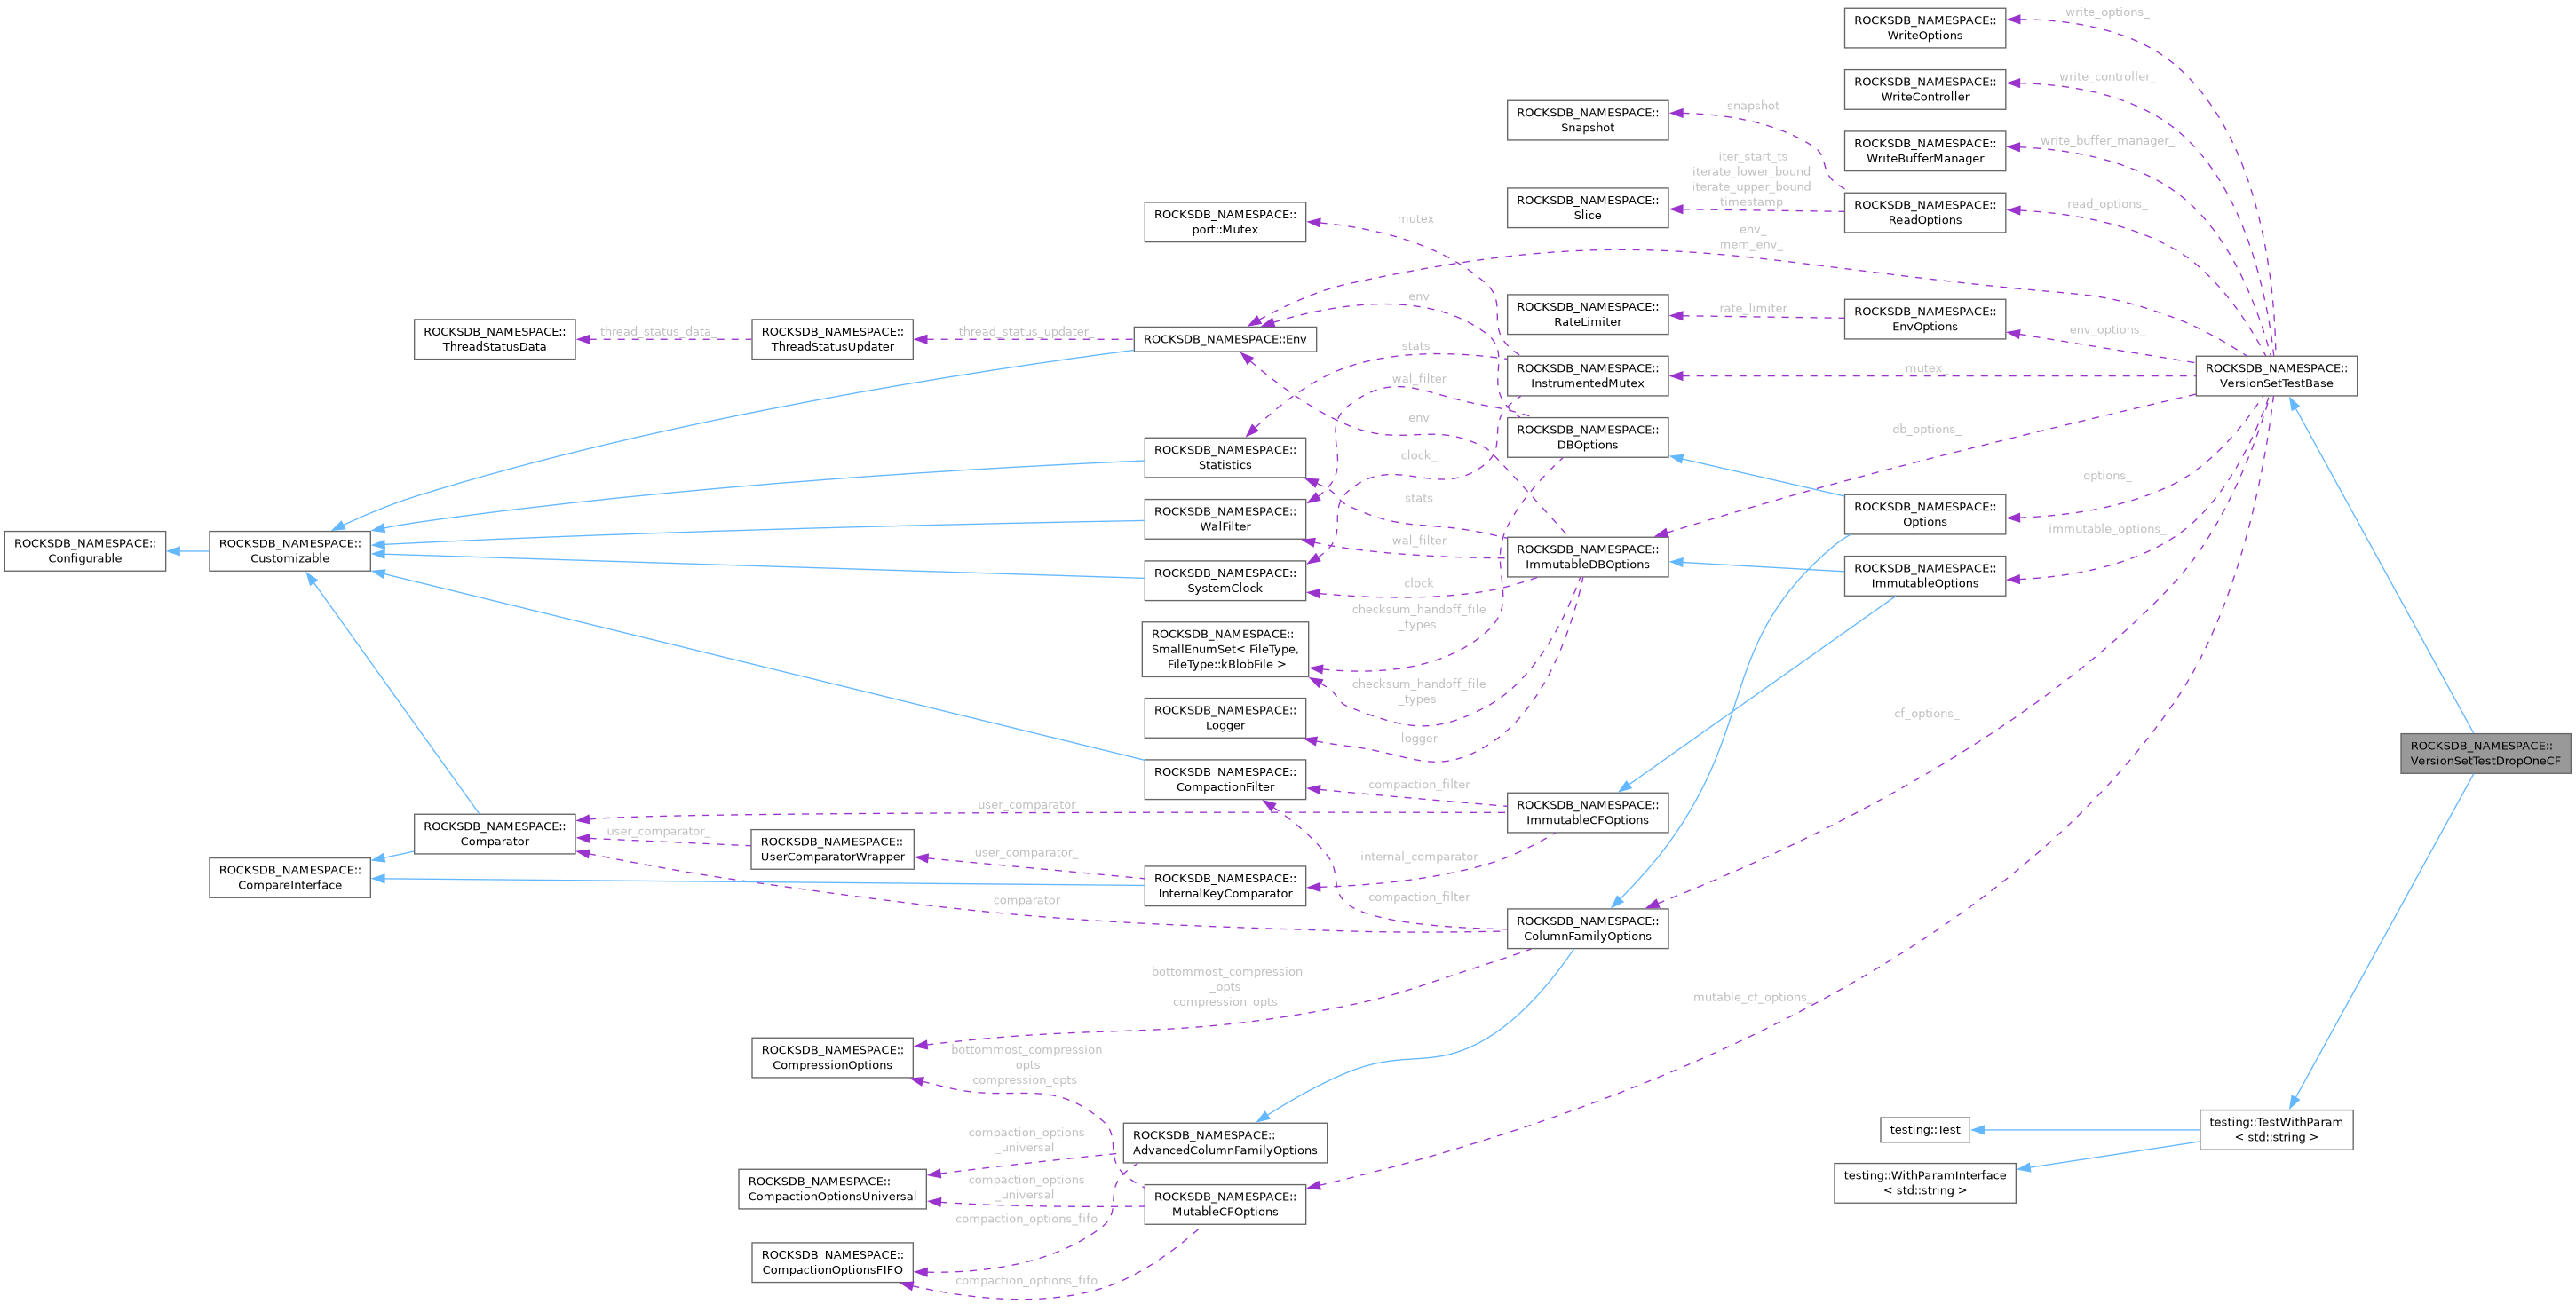 ROCKSDB_NAMESPACE::
WriteOptions
write_options_
ROCKSDB_NAMESPACE::
WriteController
write_controller_
ROCKSDB_NAMESPACE::
Snapshot
snapshot
ROCKSDB_NAMESPACE::
WriteBufferManager
write_buffer_manager_
ROCKSDB_NAMESPACE::
Slice
iter_start_ts
iterate_lower_bound
iterate_upper_bound
timestamp
ROCKSDB_NAMESPACE::
ReadOptions
read_options_
ROCKSDB_NAMESPACE::
port::Mutex
mutex_
env_
mem_env_
env
ROCKSDB_NAMESPACE::
RateLimiter
rate_limiter
ROCKSDB_NAMESPACE::
EnvOptions
env_options_
ROCKSDB_NAMESPACE::
ThreadStatusData
thread_status_data_
ROCKSDB_NAMESPACE::
ThreadStatusUpdater
thread_status_updater_
ROCKSDB_NAMESPACE::Env
stats_
ROCKSDB_NAMESPACE::
InstrumentedMutex
mutex_
ROCKSDB_NAMESPACE::
VersionSetTestBase
wal_filter
env
ROCKSDB_NAMESPACE::
DBOptions
db_options_
ROCKSDB_NAMESPACE::
Statistics
clock_
options_
stats
ROCKSDB_NAMESPACE::
WalFilter
ROCKSDB_NAMESPACE::
Options
immutable_options_
wal_filter
ROCKSDB_NAMESPACE::
Configurable
ROCKSDB_NAMESPACE::
Customizable
ROCKSDB_NAMESPACE::
ImmutableDBOptions
ROCKSDB_NAMESPACE::
SystemClock
clock
ROCKSDB_NAMESPACE::
ImmutableOptions
checksum_handoff_file
_types
ROCKSDB_NAMESPACE::
SmallEnumSet< FileType,
FileType::kBlobFile >
checksum_handoff_file
_types
ROCKSDB_NAMESPACE::
Logger
logger
cf_options_
ROCKSDB_NAMESPACE::
VersionSetTestDropOneCF
ROCKSDB_NAMESPACE::
CompactionFilter
compaction_filter
user_comparator
ROCKSDB_NAMESPACE::
ImmutableCFOptions
ROCKSDB_NAMESPACE::
Comparator
user_comparator_
ROCKSDB_NAMESPACE::
UserComparatorWrapper
user_comparator_
internal_comparator
ROCKSDB_NAMESPACE::
CompareInterface
ROCKSDB_NAMESPACE::
InternalKeyComparator
comparator
compaction_filter
ROCKSDB_NAMESPACE::
ColumnFamilyOptions
bottommost_compression
_opts
compression_opts
mutable_cf_options_
ROCKSDB_NAMESPACE::
CompressionOptions
bottommost_compression
_opts
compression_opts
compaction_options
_universal
ROCKSDB_NAMESPACE::
AdvancedColumnFamilyOptions
testing::Test
testing::TestWithParam
< std::string >
ROCKSDB_NAMESPACE::
CompactionOptionsUniversal
compaction_options
_universal
testing::WithParamInterface
< std::string >
ROCKSDB_NAMESPACE::
MutableCFOptions
compaction_options_fifo
ROCKSDB_NAMESPACE::
CompactionOptionsFIFO
compaction_options_fifo